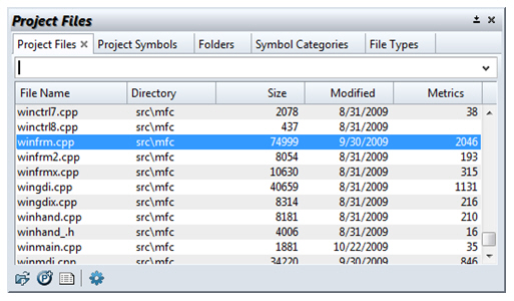 Project Files
Project Files Project Symbols Folders Symbol Categories File Types
File Name Directory Size Modified Metrics
winctrl7.cpp src\mfc 2078 8/31/2009 38
winctrl8.cpp src\mfc 437 8/31/2009
winfrm.cpp src\mfc 74999 9/30/2009 2046
winfrm2.cpp src\mfc 8054 8/31/2009 193
winfrmx.cpp src\mfc 10630 8/31/2009 315
wingdi.cpp src\mfc 40659 8/31/2009 1131
wingdix.cpp src\mfc 8314 8/31/2009 216
winhand.cpp src\mfc 8181 8/31/2009 210
winhand_.h src\mfc 4006 8/31/2009 16
winmain.cpp src\mfc 1881 10/22/2009 35
winmdi.cpp src\mfc 34220 9/30/2009 846